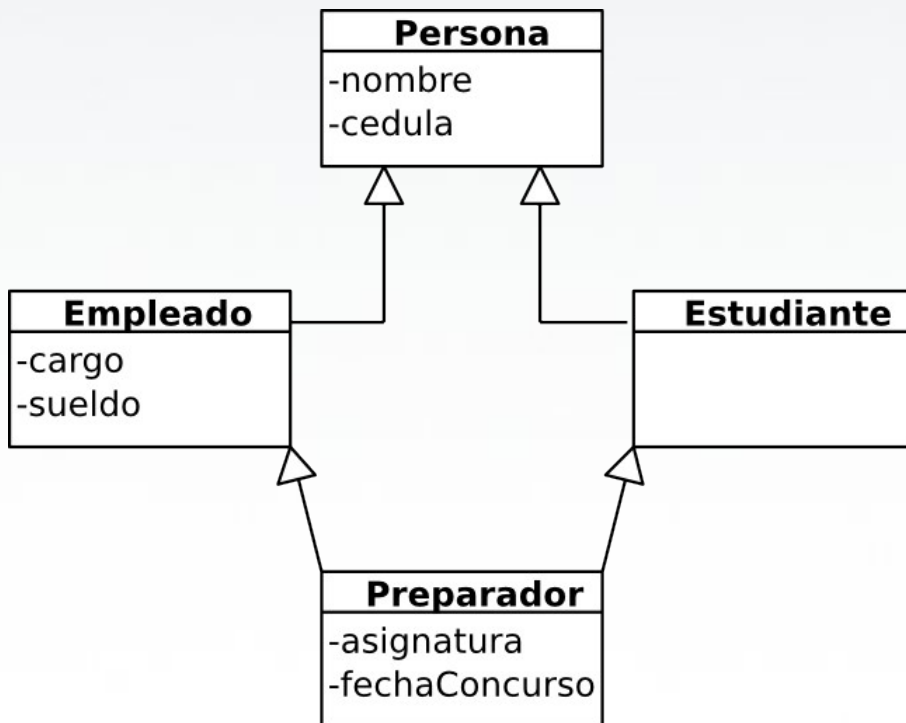 Persona
-nombre
-cedula
Empleado
-cargo
-sueldo
Estudiante
Preparador
-asignatura
-fechaConcurso